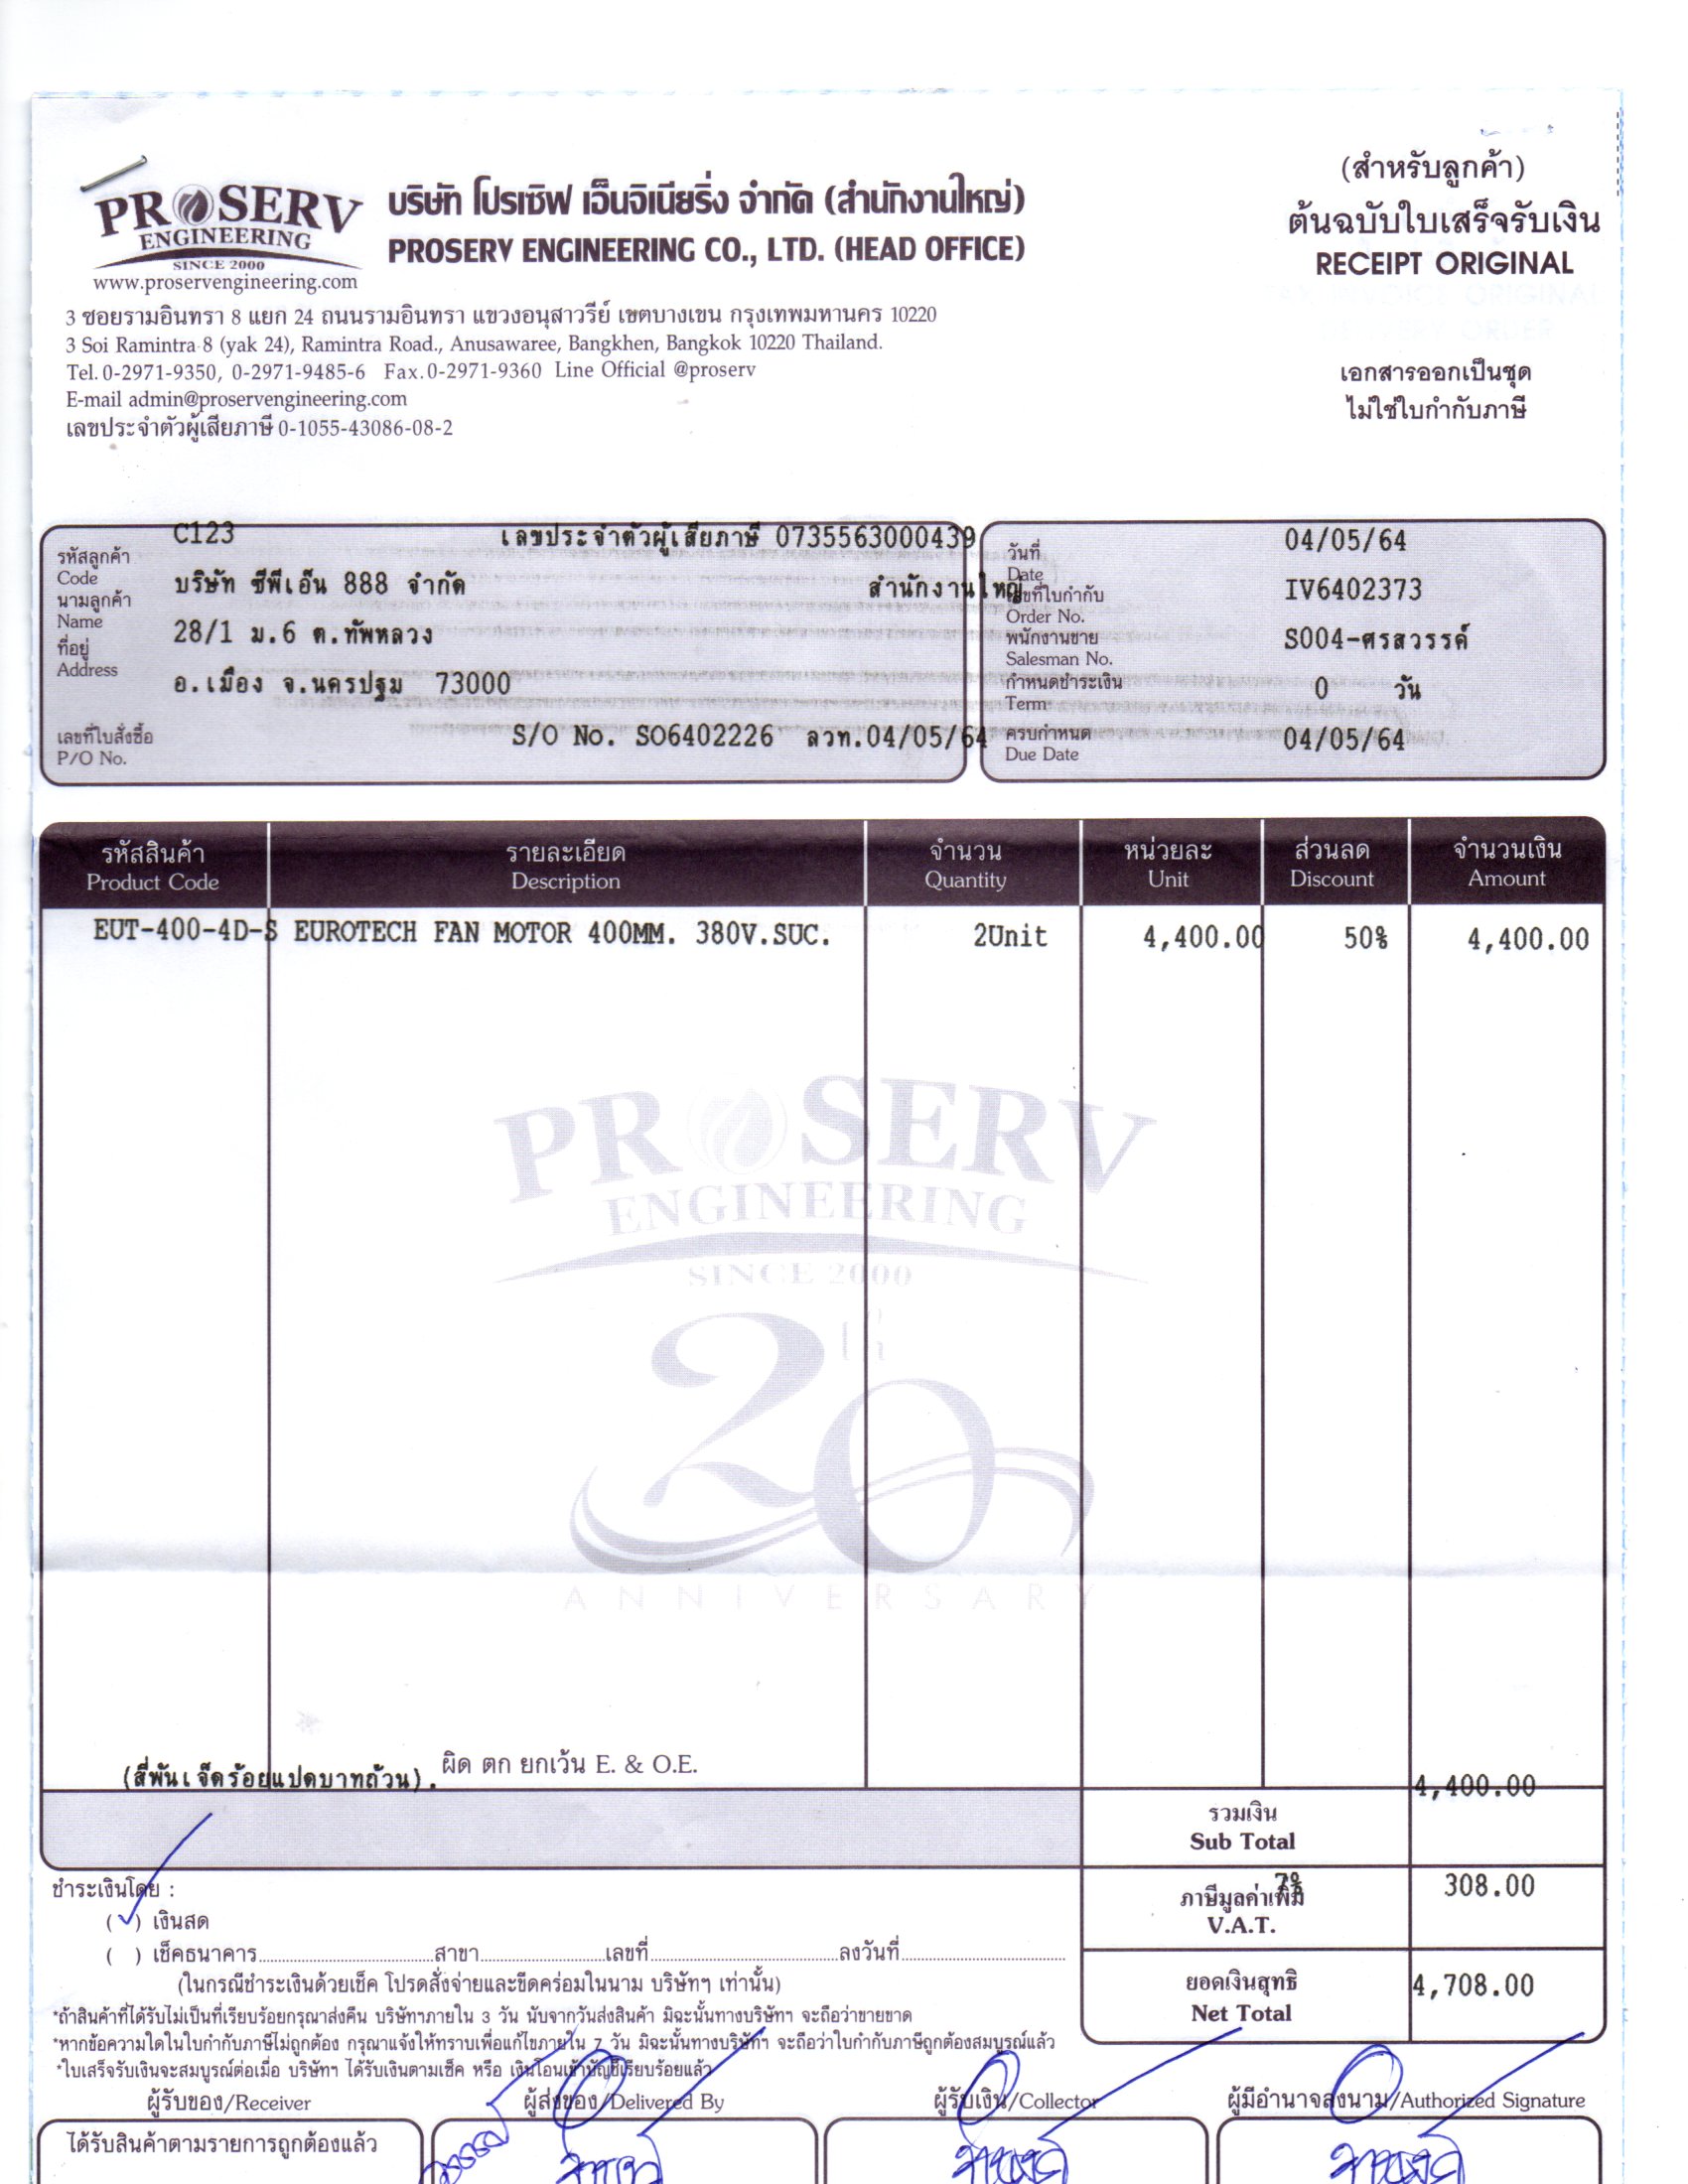 (สำหรับลูกค้า)
ต้นฉบับใบเสร็จรับเงิน
RECEIPT ORIGINAL
เอกสารออกเป็นชุด
ไม่ใช่ใบกำกับภาษี
PROSERV
ENGINEERING
SINCE 2000
www.proservengineering.com
บริษัท โปรเซิฟ เอ็นจิเนียริ่ง จำกัด (สำนักงานใหญ่)
PROSERV ENGINEERING CO., LTD. (HEAD OFFICE)
3 ซอยรามอินทรา 8 แยก 24 ถนนรามอินทรา แขวงอนุสาวรีย์ เขตบางเขน กรุงเทพมหานคร 10220
3 Soi Ramintra 8 (yak 24), Ramintra Road., Anusawaree, Bangkhen, Bangkok 10220 Thailand.
Tel. 0-2971-9350, 0-2971-9485-6 Fax. 0-2971-9360 Line Official @proserv
E-mail admin@proservengineering.com
เลขประจำตัวผู้เสียภาษี 0-1055-43086-08-2
รหัสลูกค้า C123 เลขประจำตัวผู้เสียภาษี 0735563000439
Code
นามลูกค้า บริษัท ซีพีเอ็น 888 จำกัด สำนักงานใหญ่
Name
ที่อยู่ 28/1 ม.6 ต.ทัพหลวง
Address อ.เมือง จ.นครปฐม 73000
เลขที่ใบสั่งซื้อ S/O No. SO6402226 ลวท.04/05/64
P/O No.
วันที่ 04/05/64
Date
เลขที่ใบกำกับ IV6402373
Order No.
พนักงานขาย S004-ศรสวรรค์
Salesman No.
กำหนดชำระเงิน 0 วัน
Term
ครบกำหนด 04/05/64
Due Date
รหัสสินค้า รายละเอียด จำนวน หน่วยละ ส่วนลด จำนวนเงิน
Product Code Description Quantity Unit Discount Amount
EUT-400-4D-S EUROTECH FAN MOTOR 400MM. 380V.SUC. 2Unit 4,400.00 50% 4,400.00
PROSERV
ENGINEERING
SINCE 2000
20th
ANNIVERSARY
(สี่พันเจ็ดร้อยแปดบาทถ้วน). ผิด ตก ยกเว้น E. & O.E.
รวมเงิน 4,400.00
Sub Total
ภาษีมูลค่าเพิ่ม 7% 308.00
V.A.T.
ยอดเงินสุทธิ 4,708.00
Net Total
ชำระเงินโดย :
(✓) เงินสด
( ) เช็คธนาคาร..........สาขา..........เลขที่..........ลงวันที่..........
(ในกรณีชำระเงินด้วยเช็ค โปรดสั่งจ่ายและขีดคร่อมในนาม บริษัทฯ เท่านั้น)
*ถ้าสินค้าที่ได้รับไม่เป็นที่เรียบร้อยกรุณาส่งคืน บริษัทฯภายใน 3 วัน นับจากวันส่งสินค้า มิฉะนั้นทางบริษัทฯ จะถือว่าขายขาด
*หากข้อความใดในใบกำกับภาษีไม่ถูกต้อง กรุณาแจ้งให้ทราบเพื่อแก้ไขภายใน 7 วัน มิฉะนั้นทางบริษัทฯ จะถือว่าใบกำกับภาษีถูกต้องสมบูรณ์แล้ว
*ใบเสร็จรับเงินจะสมบูรณ์ต่อเมื่อ บริษัทฯ ได้รับเงินตามเช็ค หรือ เงินโอนเข้าบัญชีเรียบร้อยแล้ว
ผู้รับของ/Receiver ผู้ส่งของ/Delivered By ผู้รับเงิน/Collector ผู้มีอำนาจลงนาม/Authorized Signature
ได้รับสินค้าตามรายการถูกต้องแล้ว